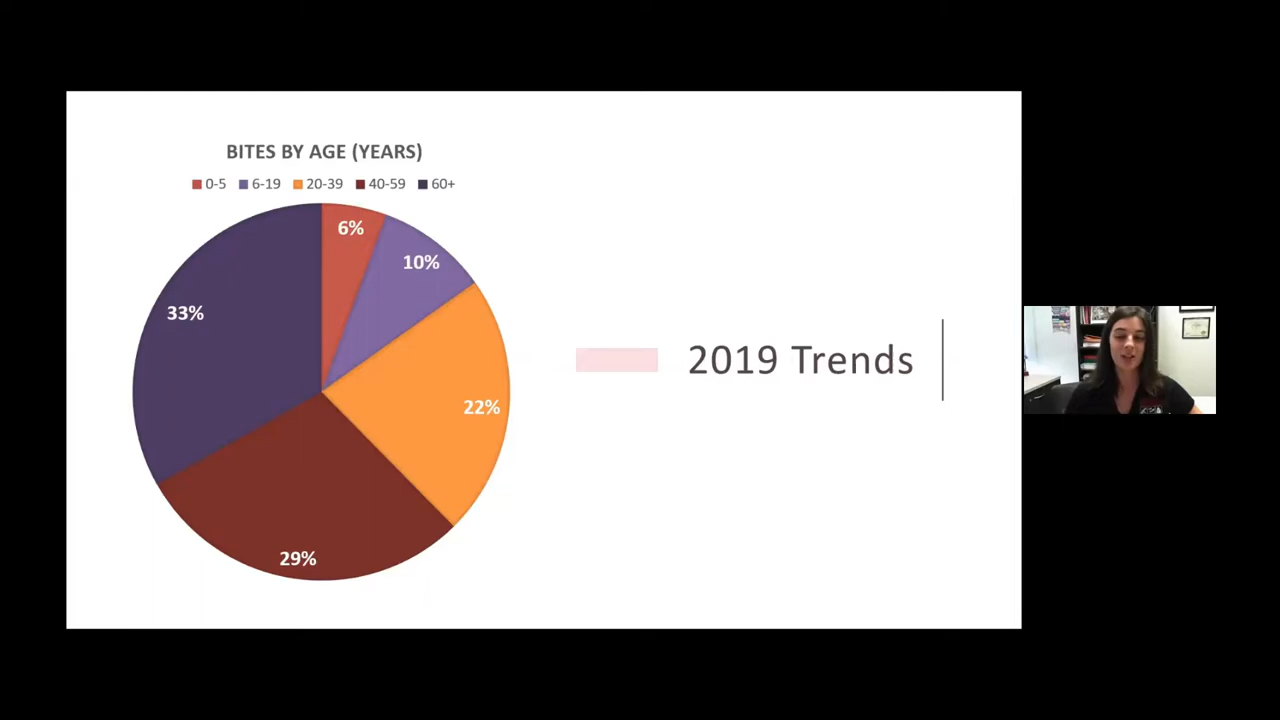 BITES BY AGE (YEARS)
0-5 6-19 20-39 40-59 60+
6%
10%
33%
22%
29%
2019 Trends